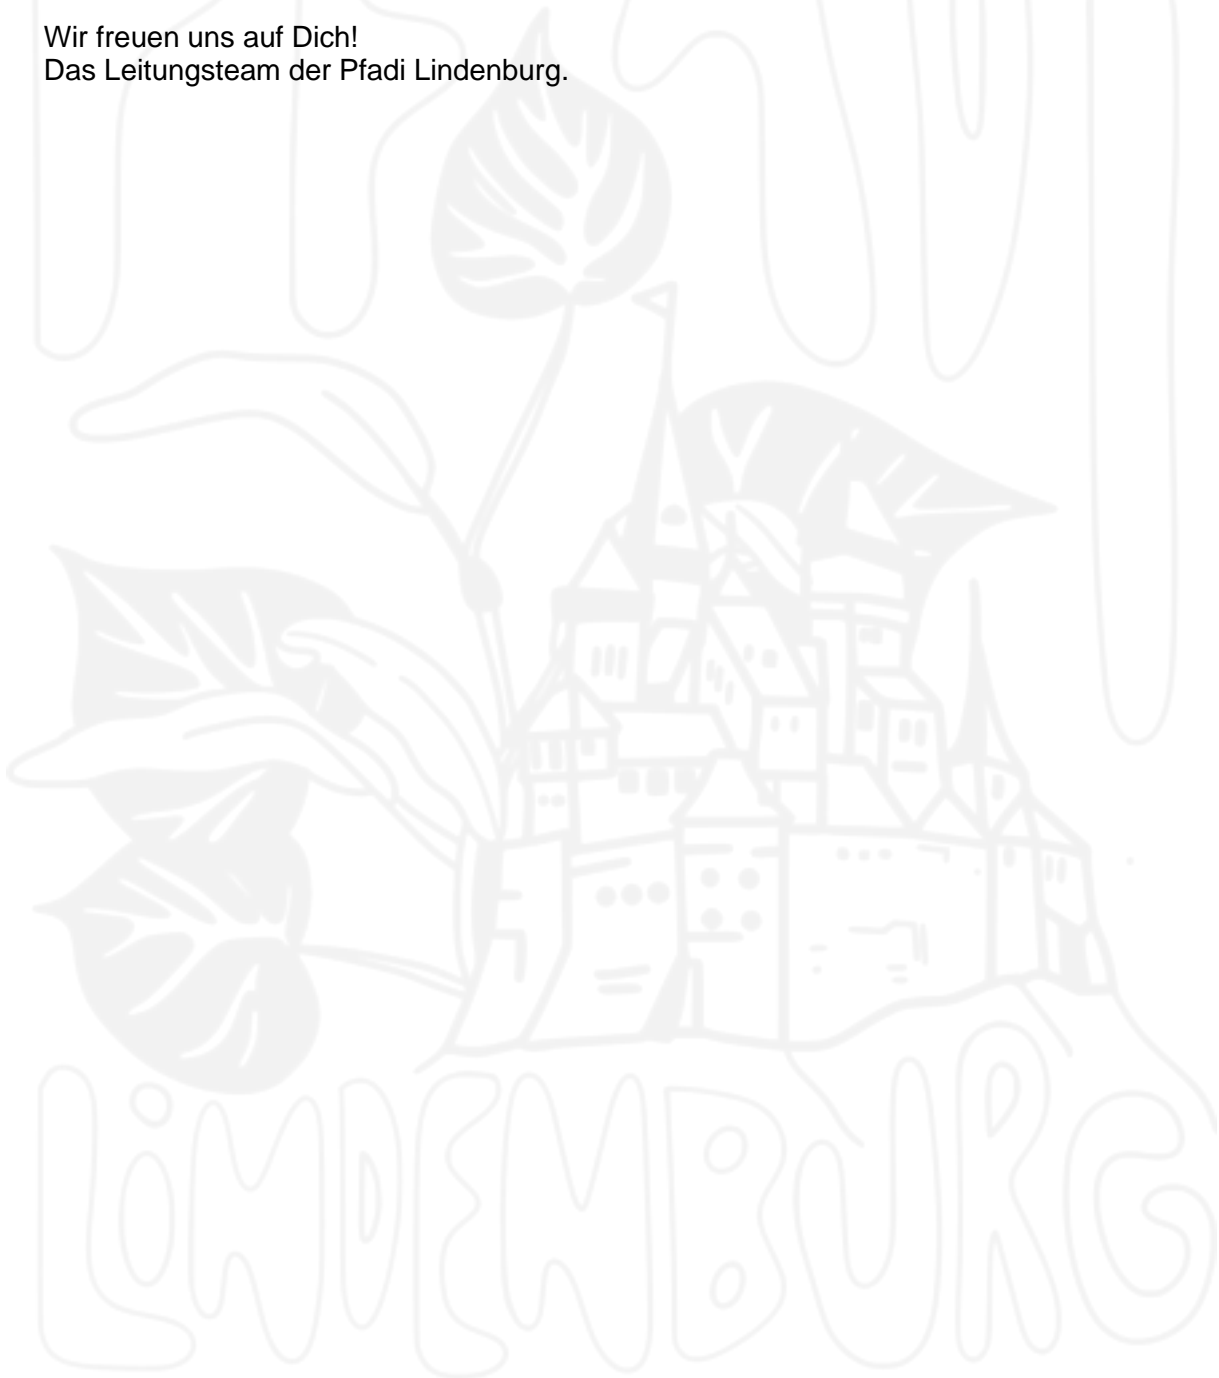 Wir freuen uns auf Dich!
Das Leitungsteam der Pfadi Lindenburg.
LiNDENBURG